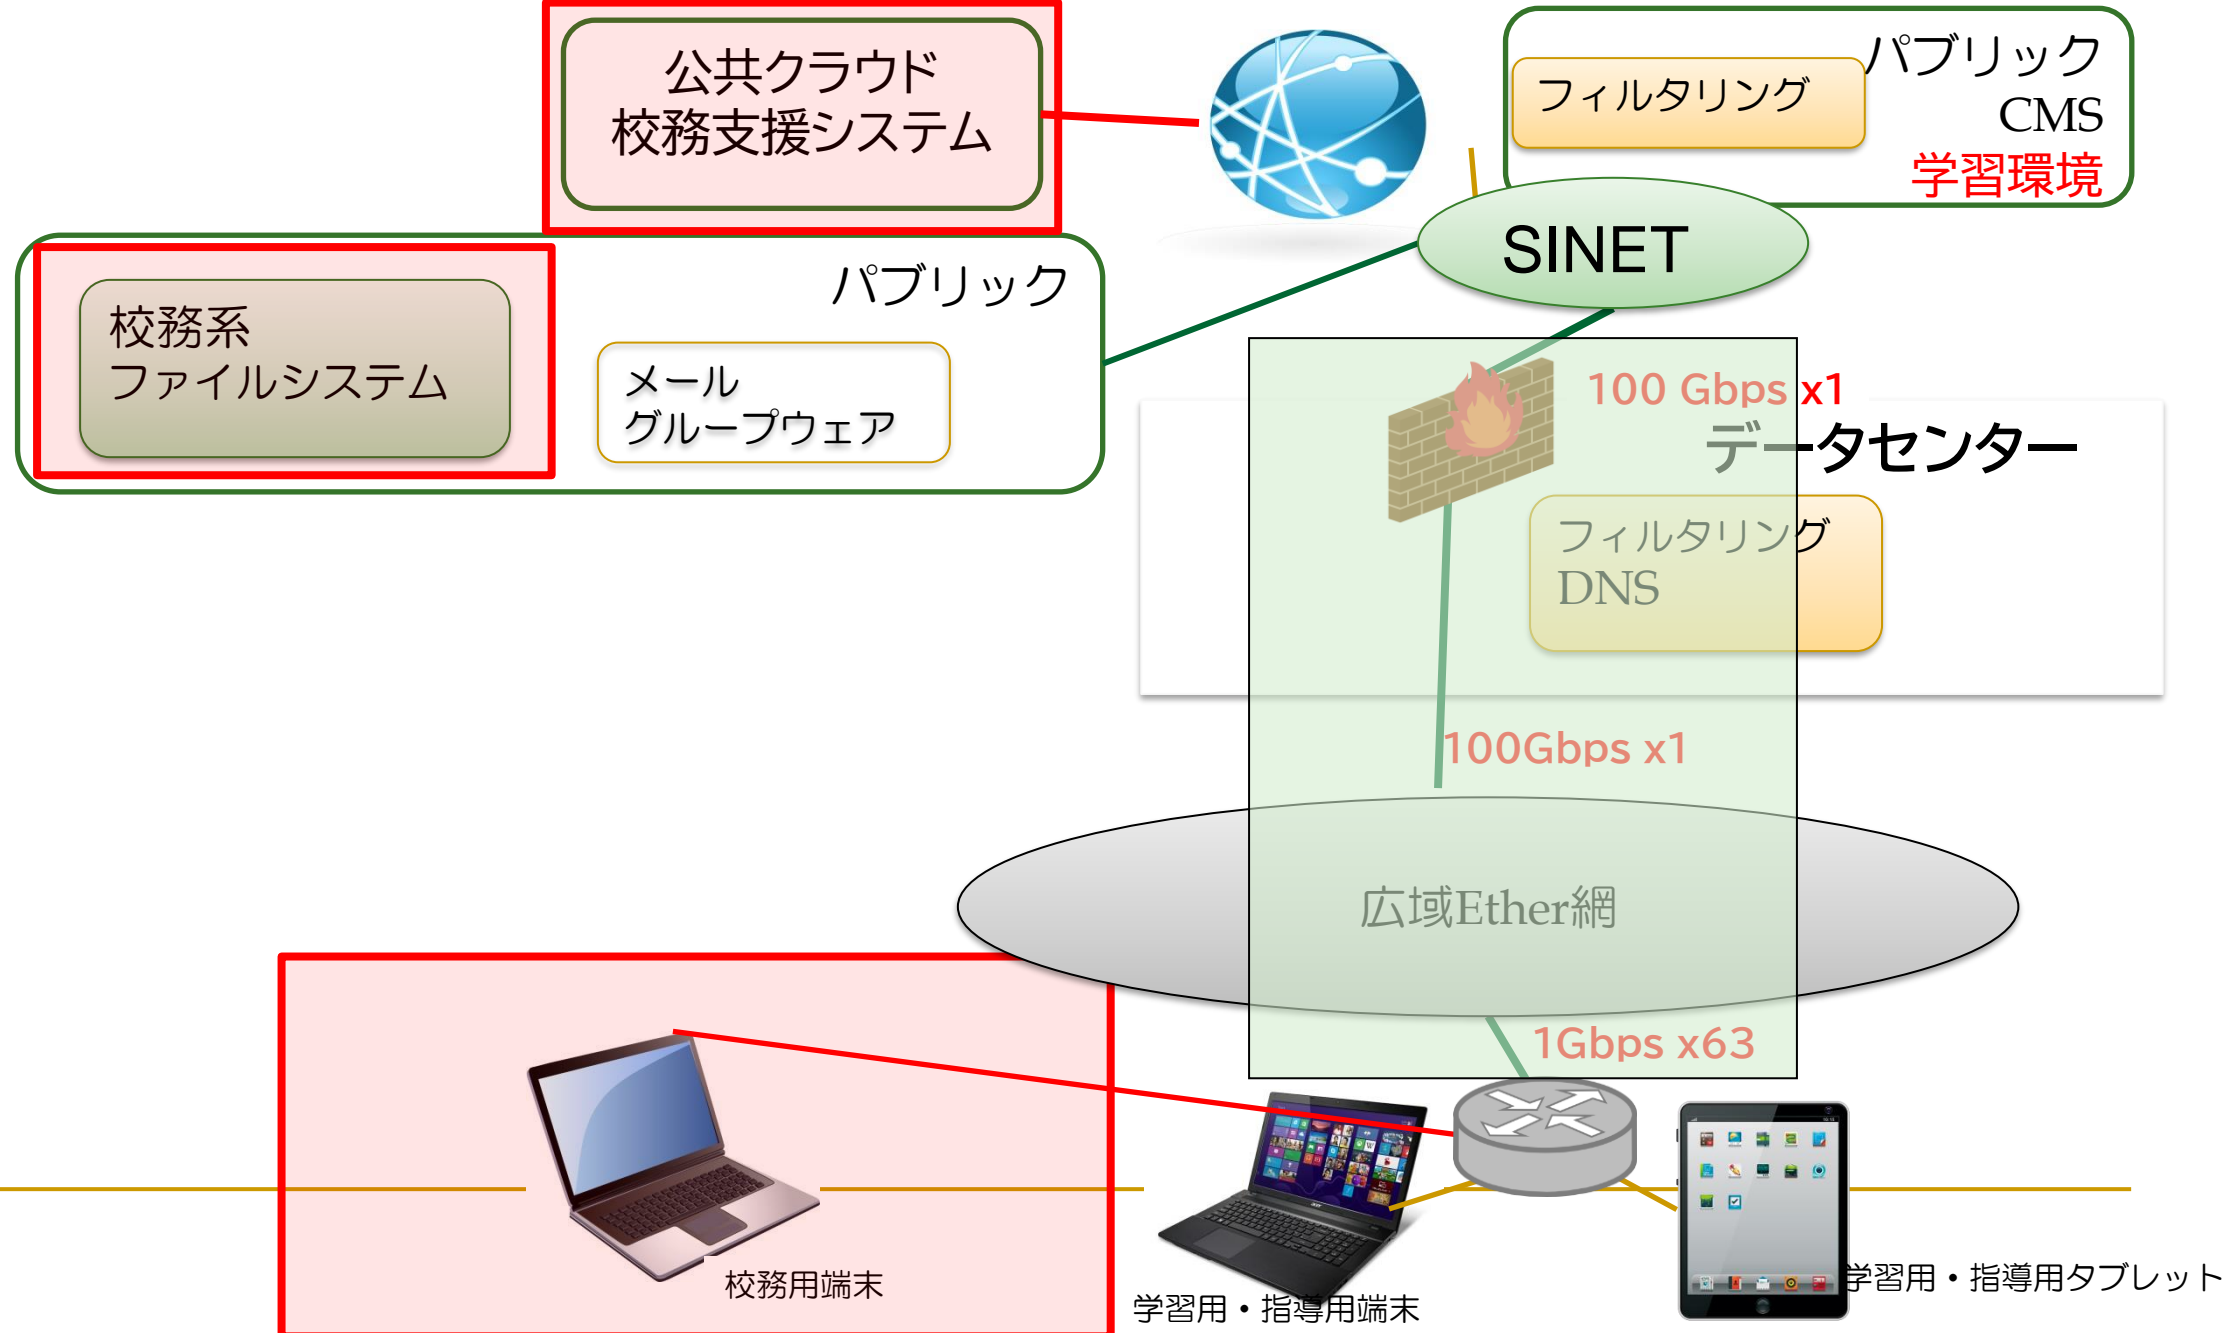 公共クラウド
校務支援システム
フィルタリング
パブリック
CMS
学習環境
SINET
パブリック
校務系
ファイルシステム
メール
グループウェア
100 Gbps x1
データセンター
フィルタリング
DNS
100Gbps x1
広域Ether網
1Gbps x63
校務用端末
学習用・指導用端末
学習用・指導用タブレット